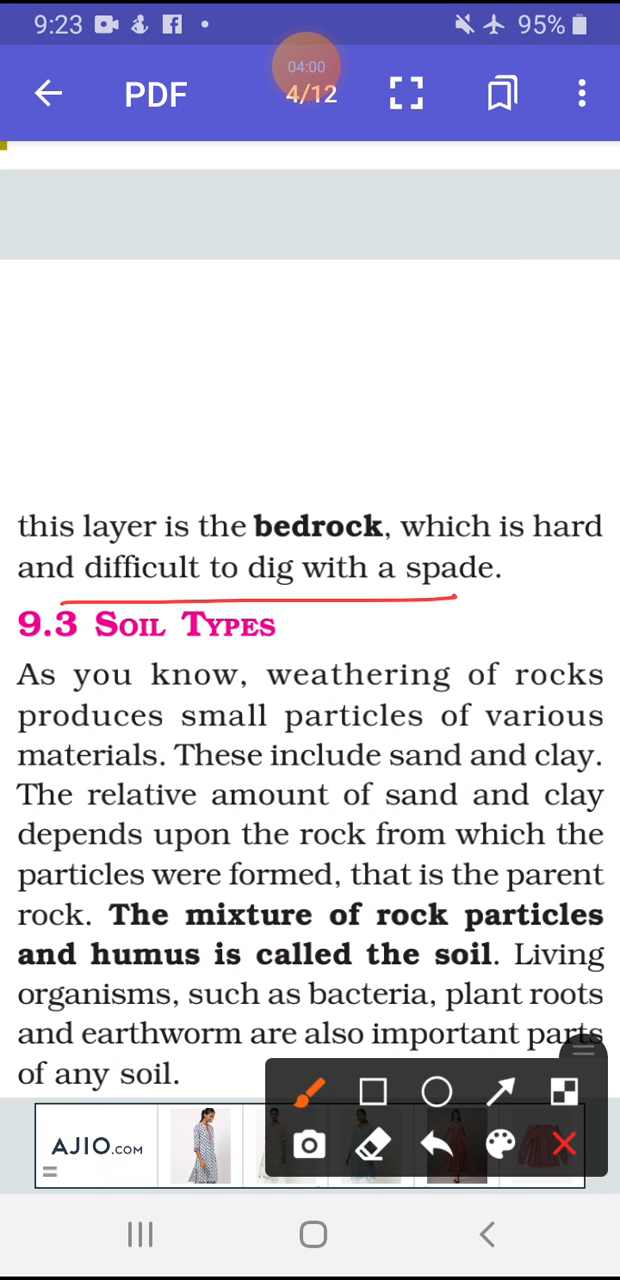 9:23
95%
04:00
PDF
4/12
this layer is the bedrock, which is hard
and difficult to dig with a spade.
9.3 SOIL TYPES
As you know, weathering of rocks
produces small particles of various
materials. These include sand and clay.
The relative amount of sand and clay
depends upon the rock from which the
particles were formed, that is the parent
rock. The mixture of rock particles
and humus is called the soil. Living
organisms, such as bacteria, plant roots
and earthworm are also important parts
of any soil.
AJIO.COM